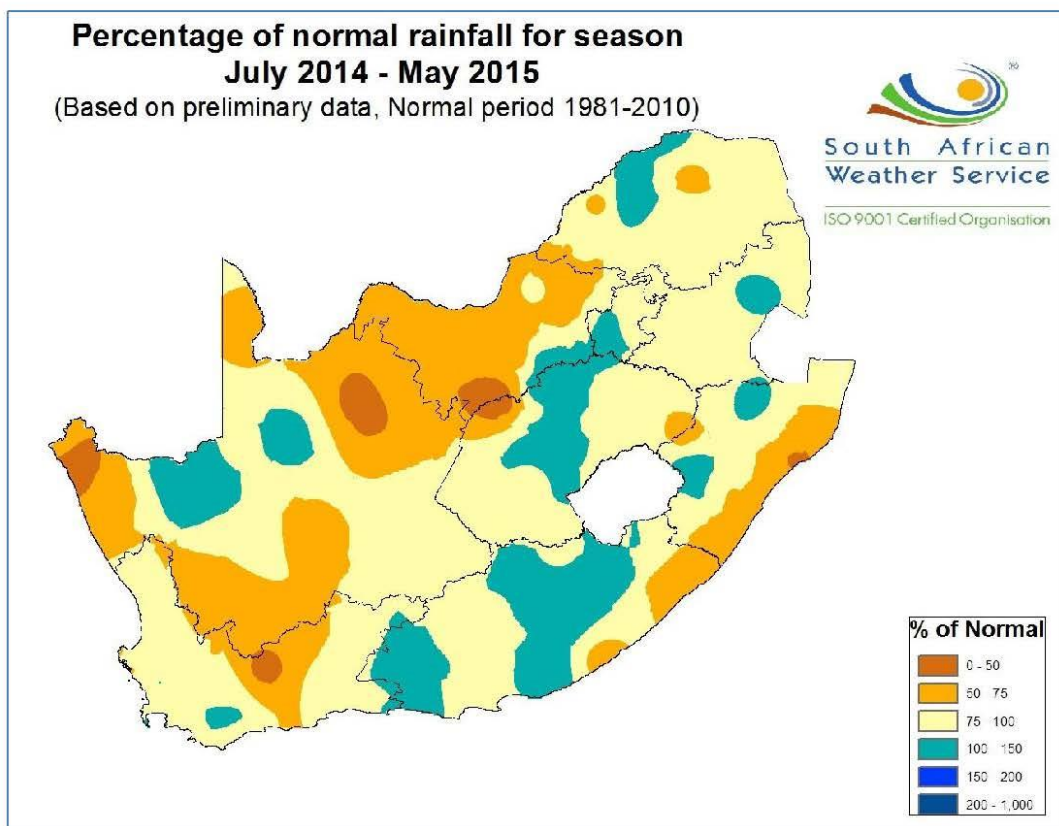 Percentage of normal rainfall for season
July 2014 - May 2015
(Based on preliminary data, Normal period 1981-2010)
®
South African
Weather Service
ISO 9001 Certified Organisation
% of Normal
0 - 50
50 - 75
75 - 100
100 - 150
150 - 200
200 - 1,000